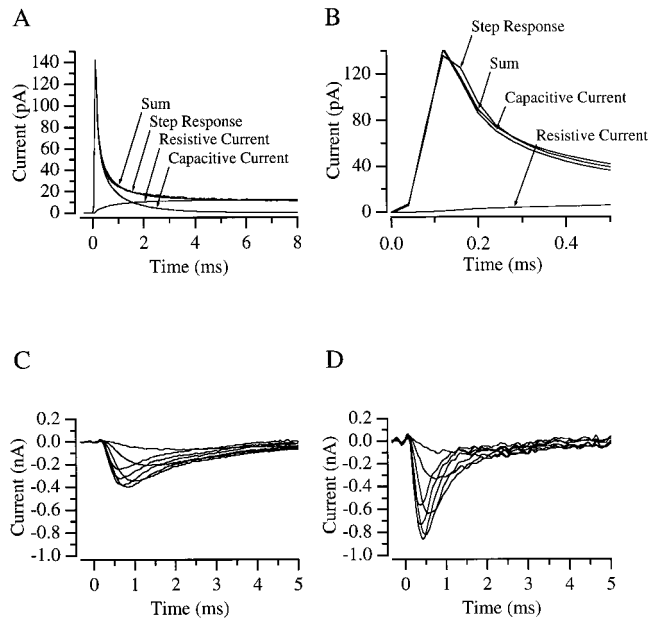 A
140
120
100
80
60
40
20
0
Current (pA)
Sum
Step Response
Resistive Current
Capacitive Current
0 2 4 6 8
Time (ms)
B
120
80
40
0
Current (pA)
Step Response
Sum
Capacitive Current
Resistive Current
0.0 0.2 0.4
Time (ms)
C
0.2
0.0
-0.2
-0.4
-0.6
-0.8
-1.0
Current (nA)
0 1 2 3 4 5
Time (ms)
D
0.2
0.0
-0.2
-0.4
-0.6
-0.8
-1.0
Current (nA)
0 1 2 3 4 5
Time (ms)